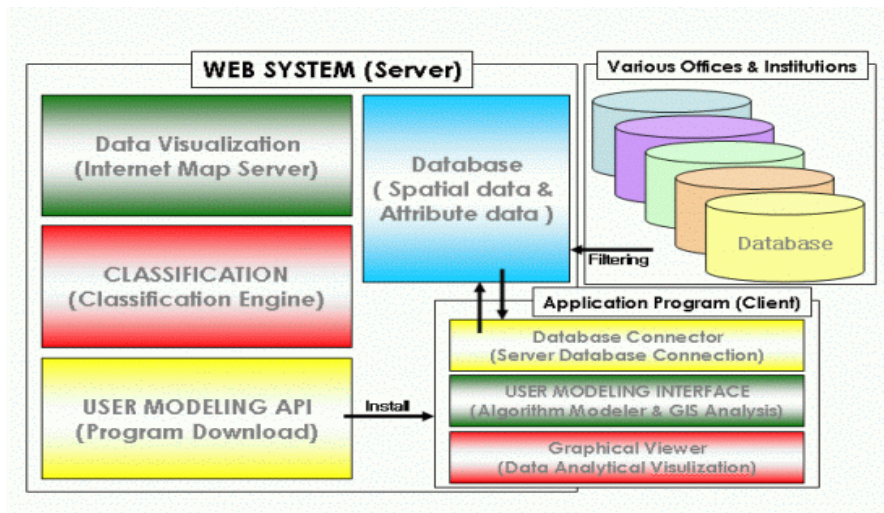 WEB SYSTEM (Server)
Data Visualization
(Internet Map Server)
CLASSIFICATION
(Classification Engine)
USER MODELING API
(Program Download)
Database
( Spatial data &
Attribute data )
Various Offices & Institutions
Database
Filtering
Install
Application Program (Client)
Database Connector
(Server Database Connection)
USER MODELING INTERFACE
(Algorithm Modeler & GIS Analysis)
Graphical Viewer
(Data Analytical Visulization)